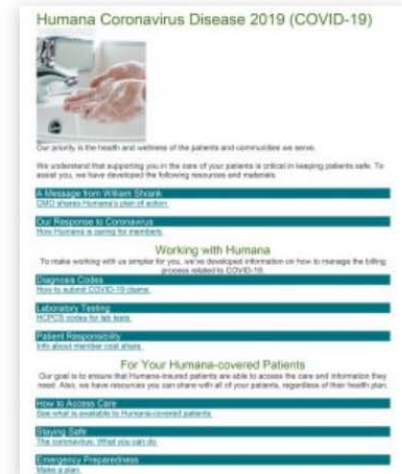 Humana Coronavirus Disease 2019 (COVID-19)
Our priority is the health and wellness of the patients and communities we serve.
We understand that supporting you in the care of your patients is critical in keeping patients safe. To
assist you, we have developed the following resources and materials.
A Message from William Shrank
CMO shares Humana's plan of action.
Our Response to Coronavirus
How Humana is caring for members.
Working with Humana
To make working with us simpler for you, we've developed information on how to manage the billing
process related to COVID-19.
Diagnosis Codes
How to submit COVID-19 claims.
Laboratory Testing
HCPCS codes for lab tests.
Patient Responsibility
Info about member cost share.
For Your Humana-covered Patients
Our goal is to ensure that Humana-insured patients are able to access the care and information they
need. Also, we have resources you can share with all of your patients, regardless of their health plan.
How to Access Care
See what is available to Humana-covered patients.
Staying Safe
The coronavirus: What you can do.
Emergency Preparedness
Make a plan.